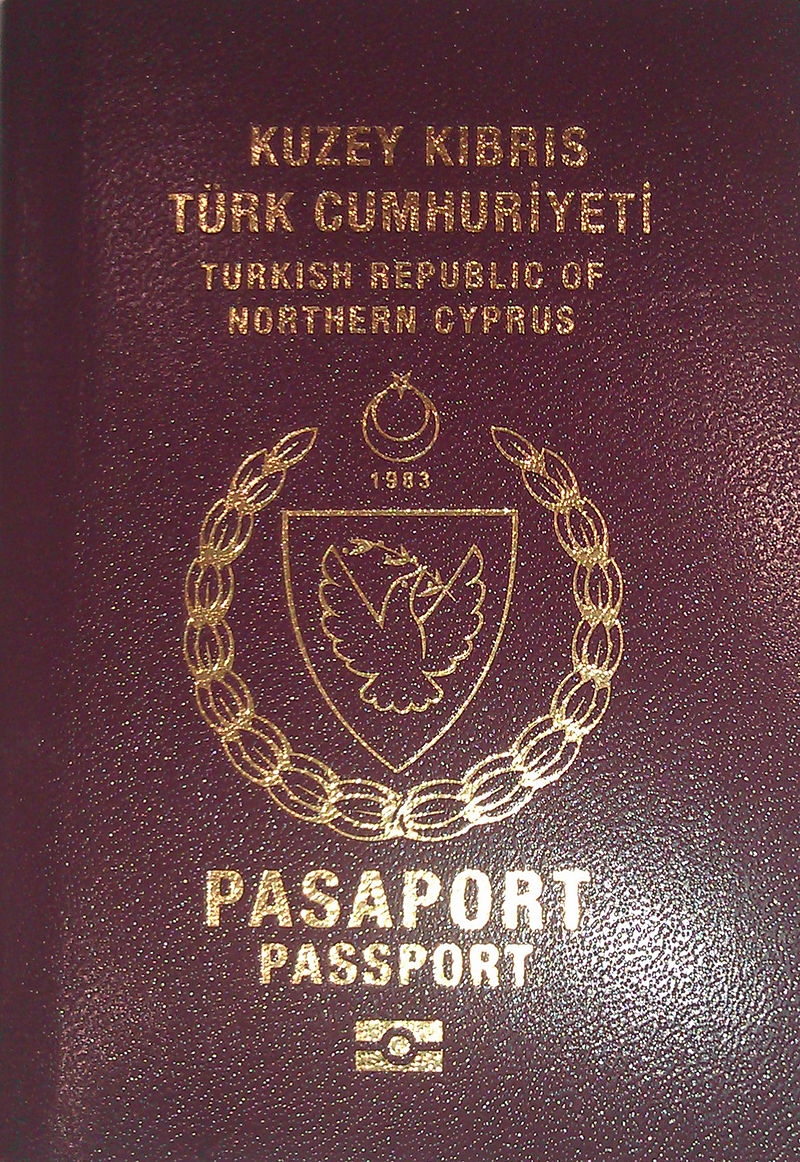 KUZEY KIBRIS
TÜRK CUMHURİYETİ
TURKISH REPUBLIC OF
NORTHERN CYPRUS
1983
PASAPORT
PASSPORT